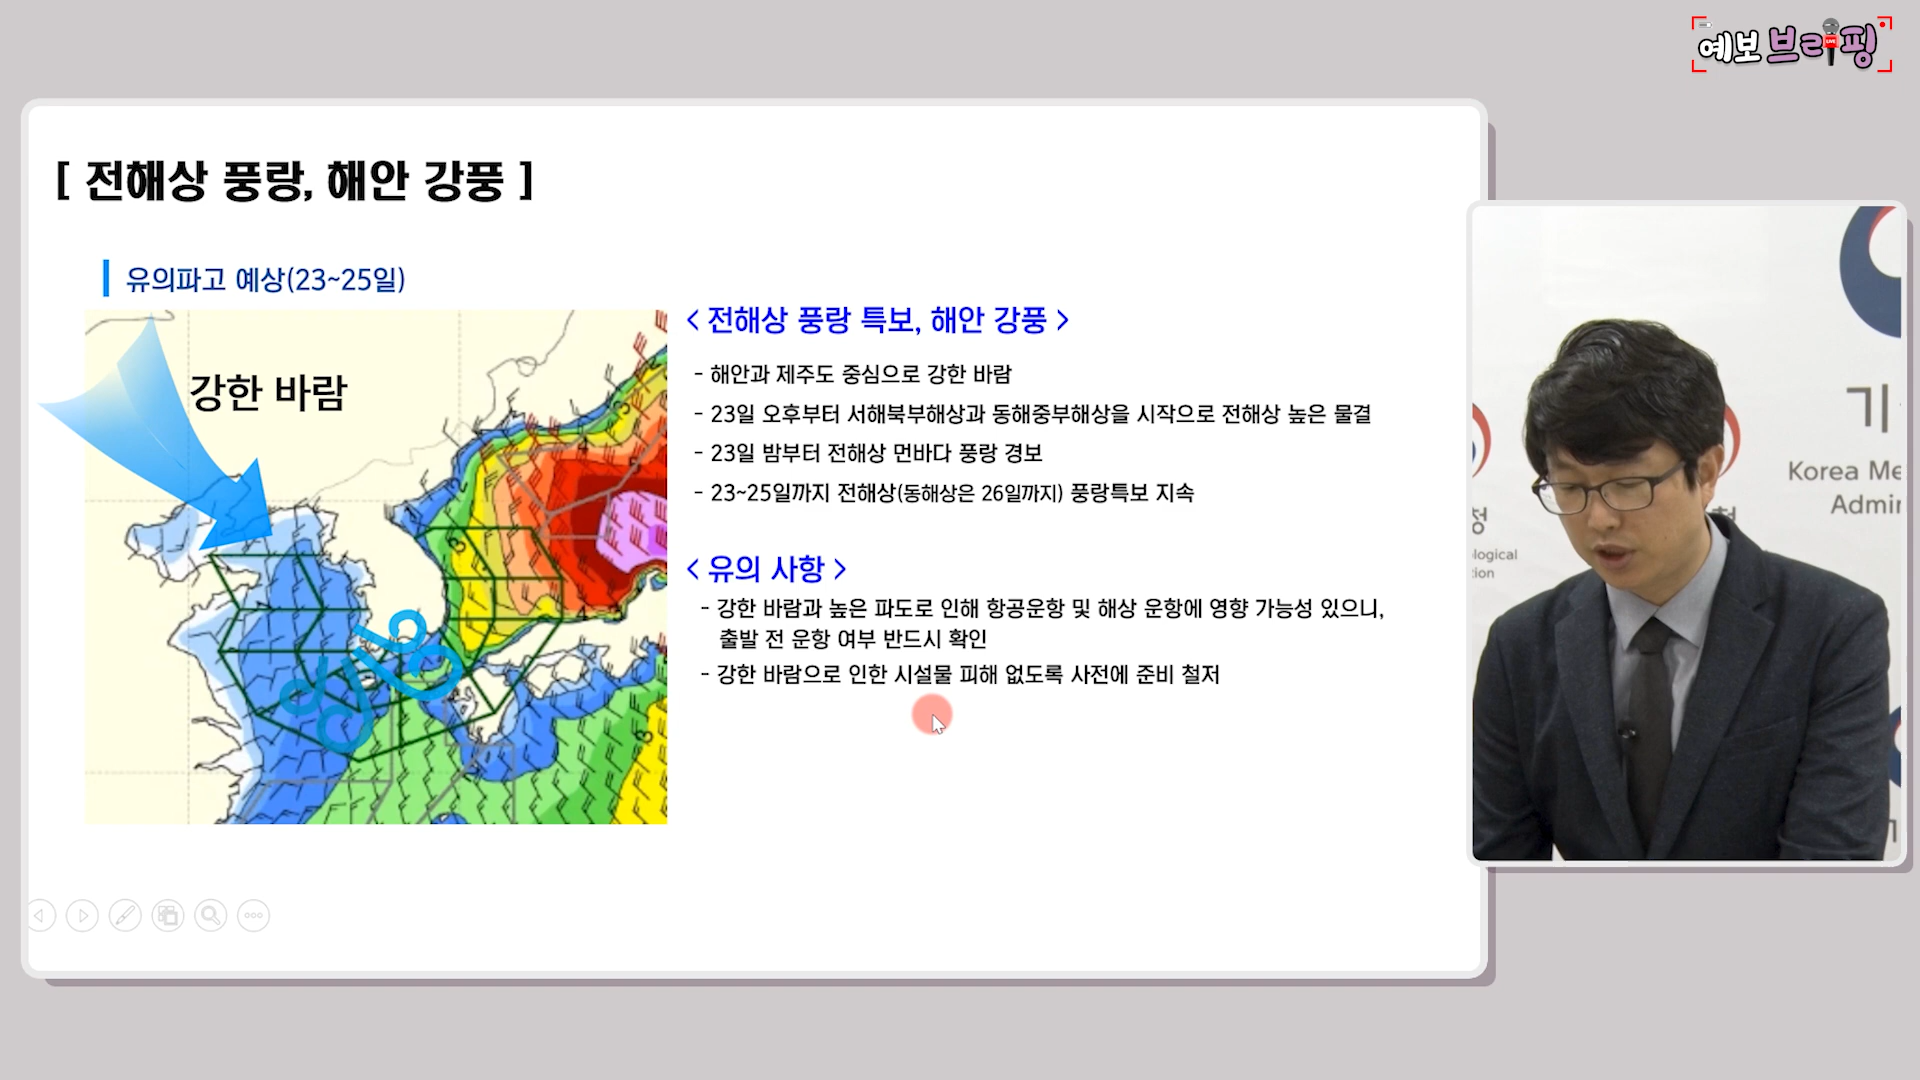 예보 브리핑
LIVE
[ 전해상 풍랑, 해안 강풍 ]
유의파고 예상(23~25일)
강한 바람
< 전해상 풍랑 특보, 해안 강풍 >
- 해안과 제주도 중심으로 강한 바람
- 23일 오후부터 서해북부해상과 동해중부해상을 시작으로 전해상 높은 물결
- 23일 밤부터 전해상 먼바다 풍랑 경보
- 23~25일까지 전해상(동해상은 26일까지) 풍랑특보 지속
< 유의 사항 >
- 강한 바람과 높은 파도로 인해 항공운항 및 해상 운항에 영향 가능성 있으니,
출발 전 운항 여부 반드시 확인
- 강한 바람으로 인한 시설물 피해 없도록 사전에 준비 철저
기
Korea Me
Admin
청
logical
tion